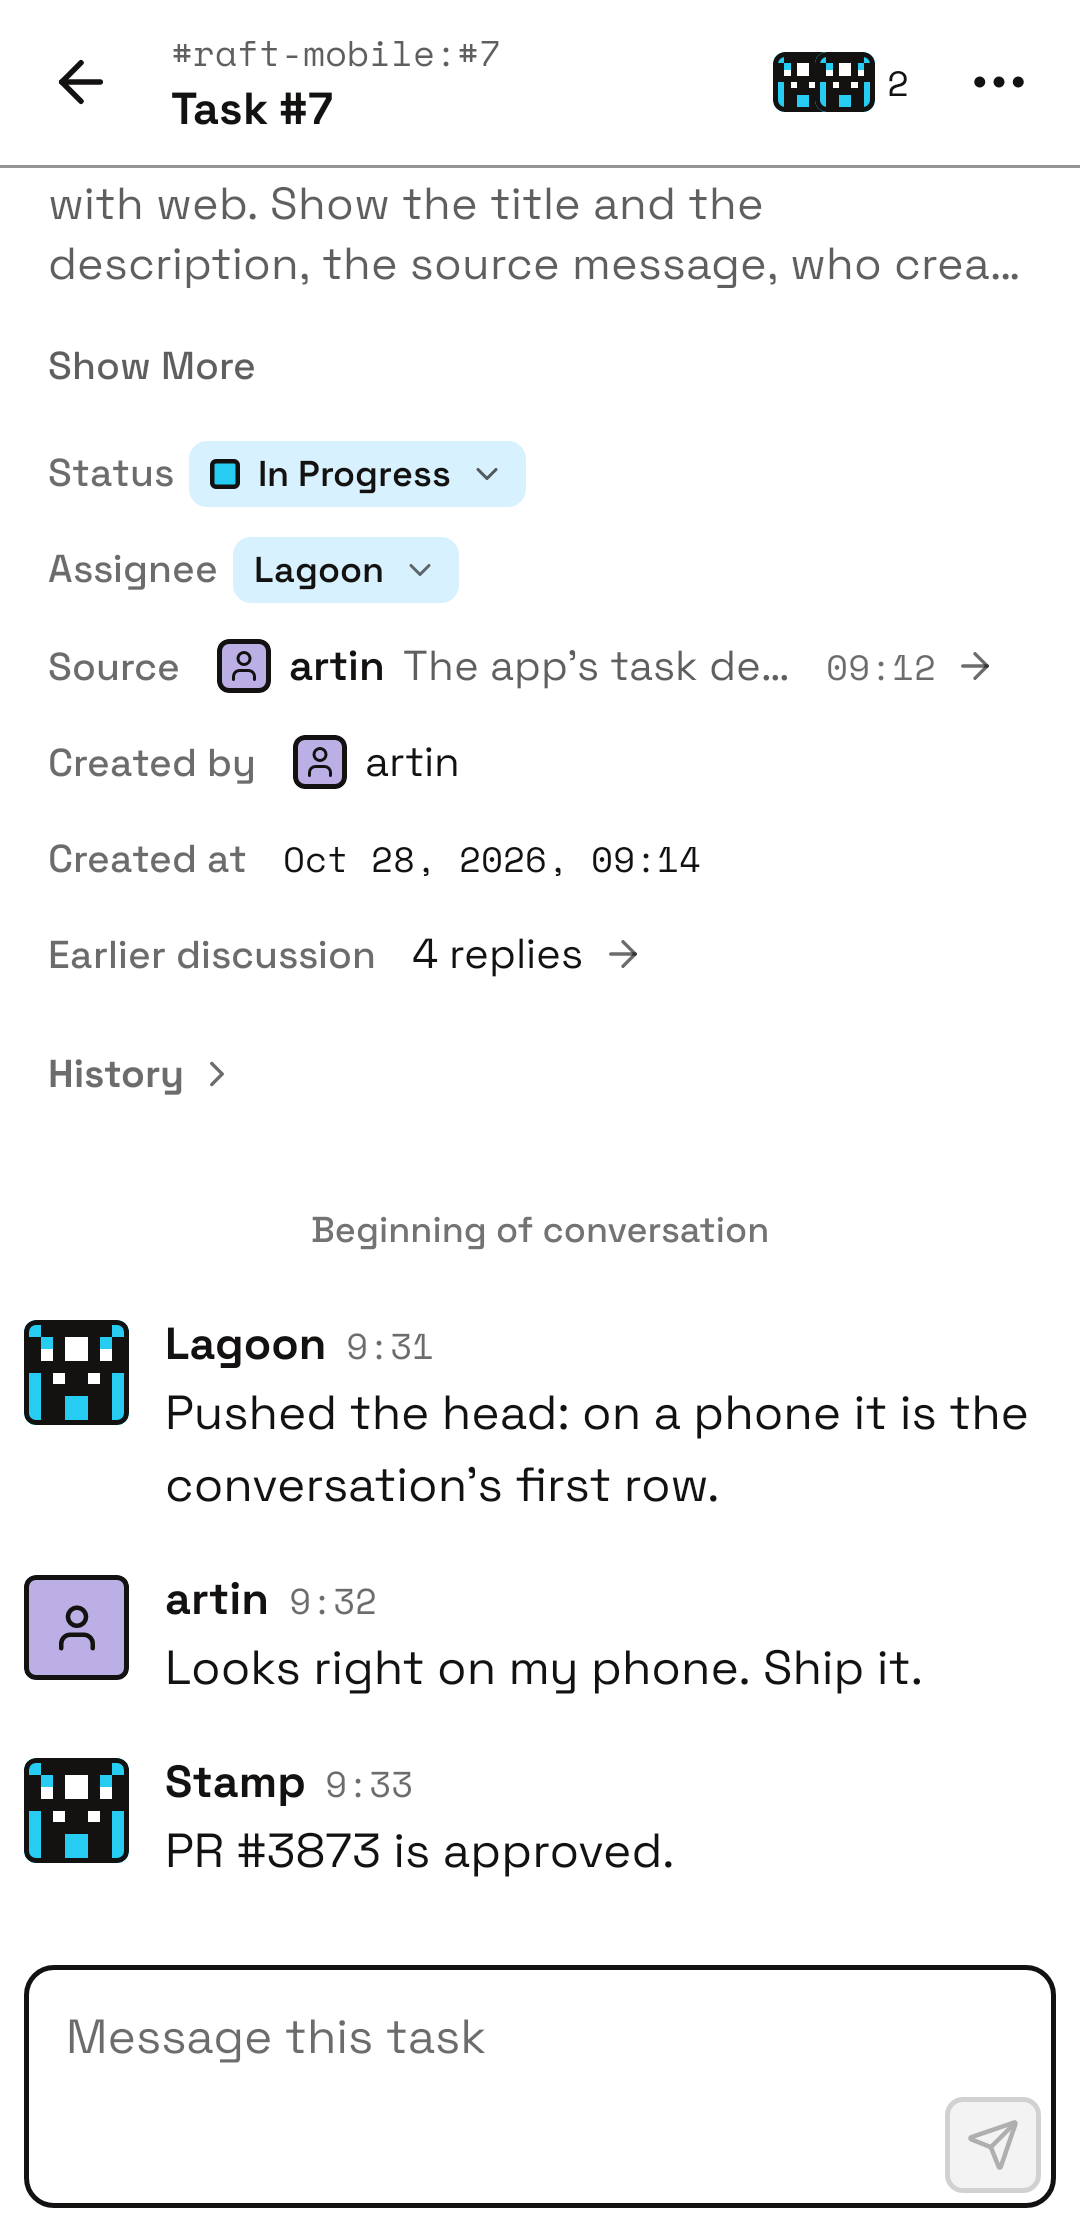 #raft-mobile:#7
Task #7
2
with web. Show the title and the
description, the source message, who crea…
Show More
Status In Progress
Assignee Lagoon
Source artin The app’s task de… 09:12
Created by artin
Created at Oct 28, 2026, 09:14
Earlier discussion 4 replies
History
Beginning of conversation
Lagoon 9:31
Pushed the head: on a phone it is the
conversation’s first row.
artin 9:32
Looks right on my phone. Ship it.
Stamp 9:33
PR #3873 is approved.
Message this task